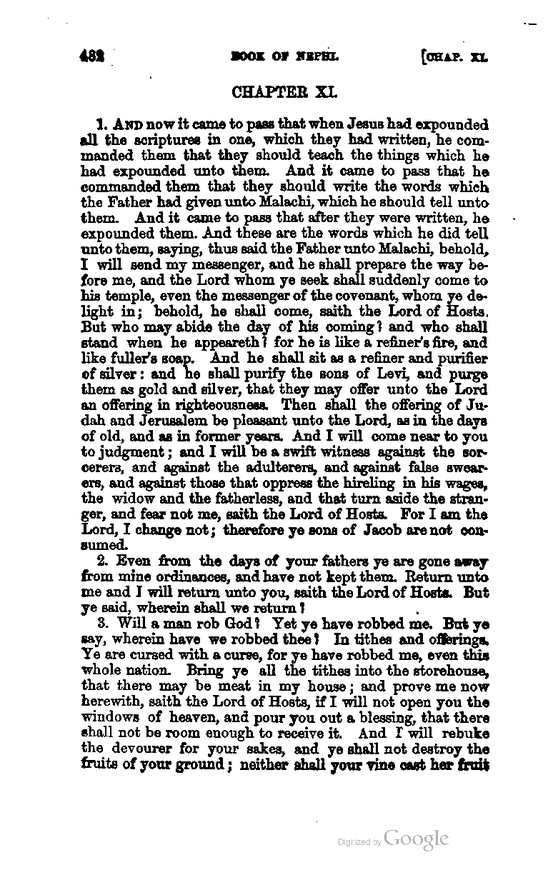 482 BOOK OF NEPHI. [CHAP. XI.
CHAPTER XI.
1. AND now it came to pass that when Jesus had expounded
all the scriptures in one, which they had written, he com-
manded them that they should teach the things which he
had expounded unto them. And it came to pass that he
commanded them that they should write the words which
the Father had given unto Malachi, which he should tell unto
them. And it came to pass that after they were written, he
expounded them. And these are the words which he did tell
unto them, saying, thus said the Father unto Malachi, behold,
I will send my messenger, and he shall prepare the way be-
fore me, and the Lord whom ye seek shall suddenly come to
his temple, even the messenger of the covenant, whom ye de-
light in; behold, he shall come, saith the Lord of Hosts.
But who may abide the day of his coming? and who shall
stand when he appeareth? for he is like a refiner's fire, and
like fuller's soap. And he shall sit as a refiner and purifier
of silver: and he shall purify the sons of Levi, and purge
them as gold and silver, that they may offer unto the Lord
an offering in righteousness. Then shall the offering of Ju-
dah and Jerusalem be pleasant unto the Lord, as in the days
of old, and as in former years. And I will come near to you
to judgment; and I will be a swift witness against the sor-
cerers, and against the adulterers, and against false swear-
ers, and against those that oppress the hireling in his wages,
the widow and the fatherless, and that turn aside the stran-
ger, and fear not me, saith the Lord of Hosts. For I am the
Lord, I change not; therefore ye sons of Jacob are not con-
sumed.
2. Even from the days of your fathers ye are gone away
from mine ordinances, and have not kept them. Return unto
me and I will return unto you, saith the Lord of Hosts. But
ye said, wherein shall we return?
3. Will a man rob God? Yet ye have robbed me. But ye
say, wherein have we robbed thee? In tithes and offerings.
Ye are cursed with a curse, for ye have robbed me, even this
whole nation. Bring ye all the tithes into the storehouse,
that there may be meat in my house; and prove me now
herewith, saith the Lord of Hosts, if I will not open you the
windows of heaven, and pour you out a blessing, that there
shall not be room enough to receive it. And I will rebuke
the devourer for your sakes, and ye shall not destroy the
fruits of your ground; neither shall your vine cast her fruit
Digitized by Google